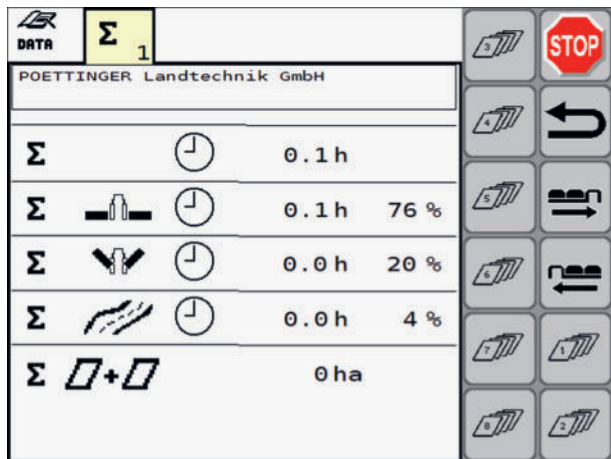 DATA
Σ 1
POETTINGER Landtechnik GmbH
Σ 0.1h
Σ 0.1h 76 %
Σ 0.0h 20 %
Σ 0.0h 4 %
Σ + 0ha
3 STOP
4
5
6
7 1
8 2